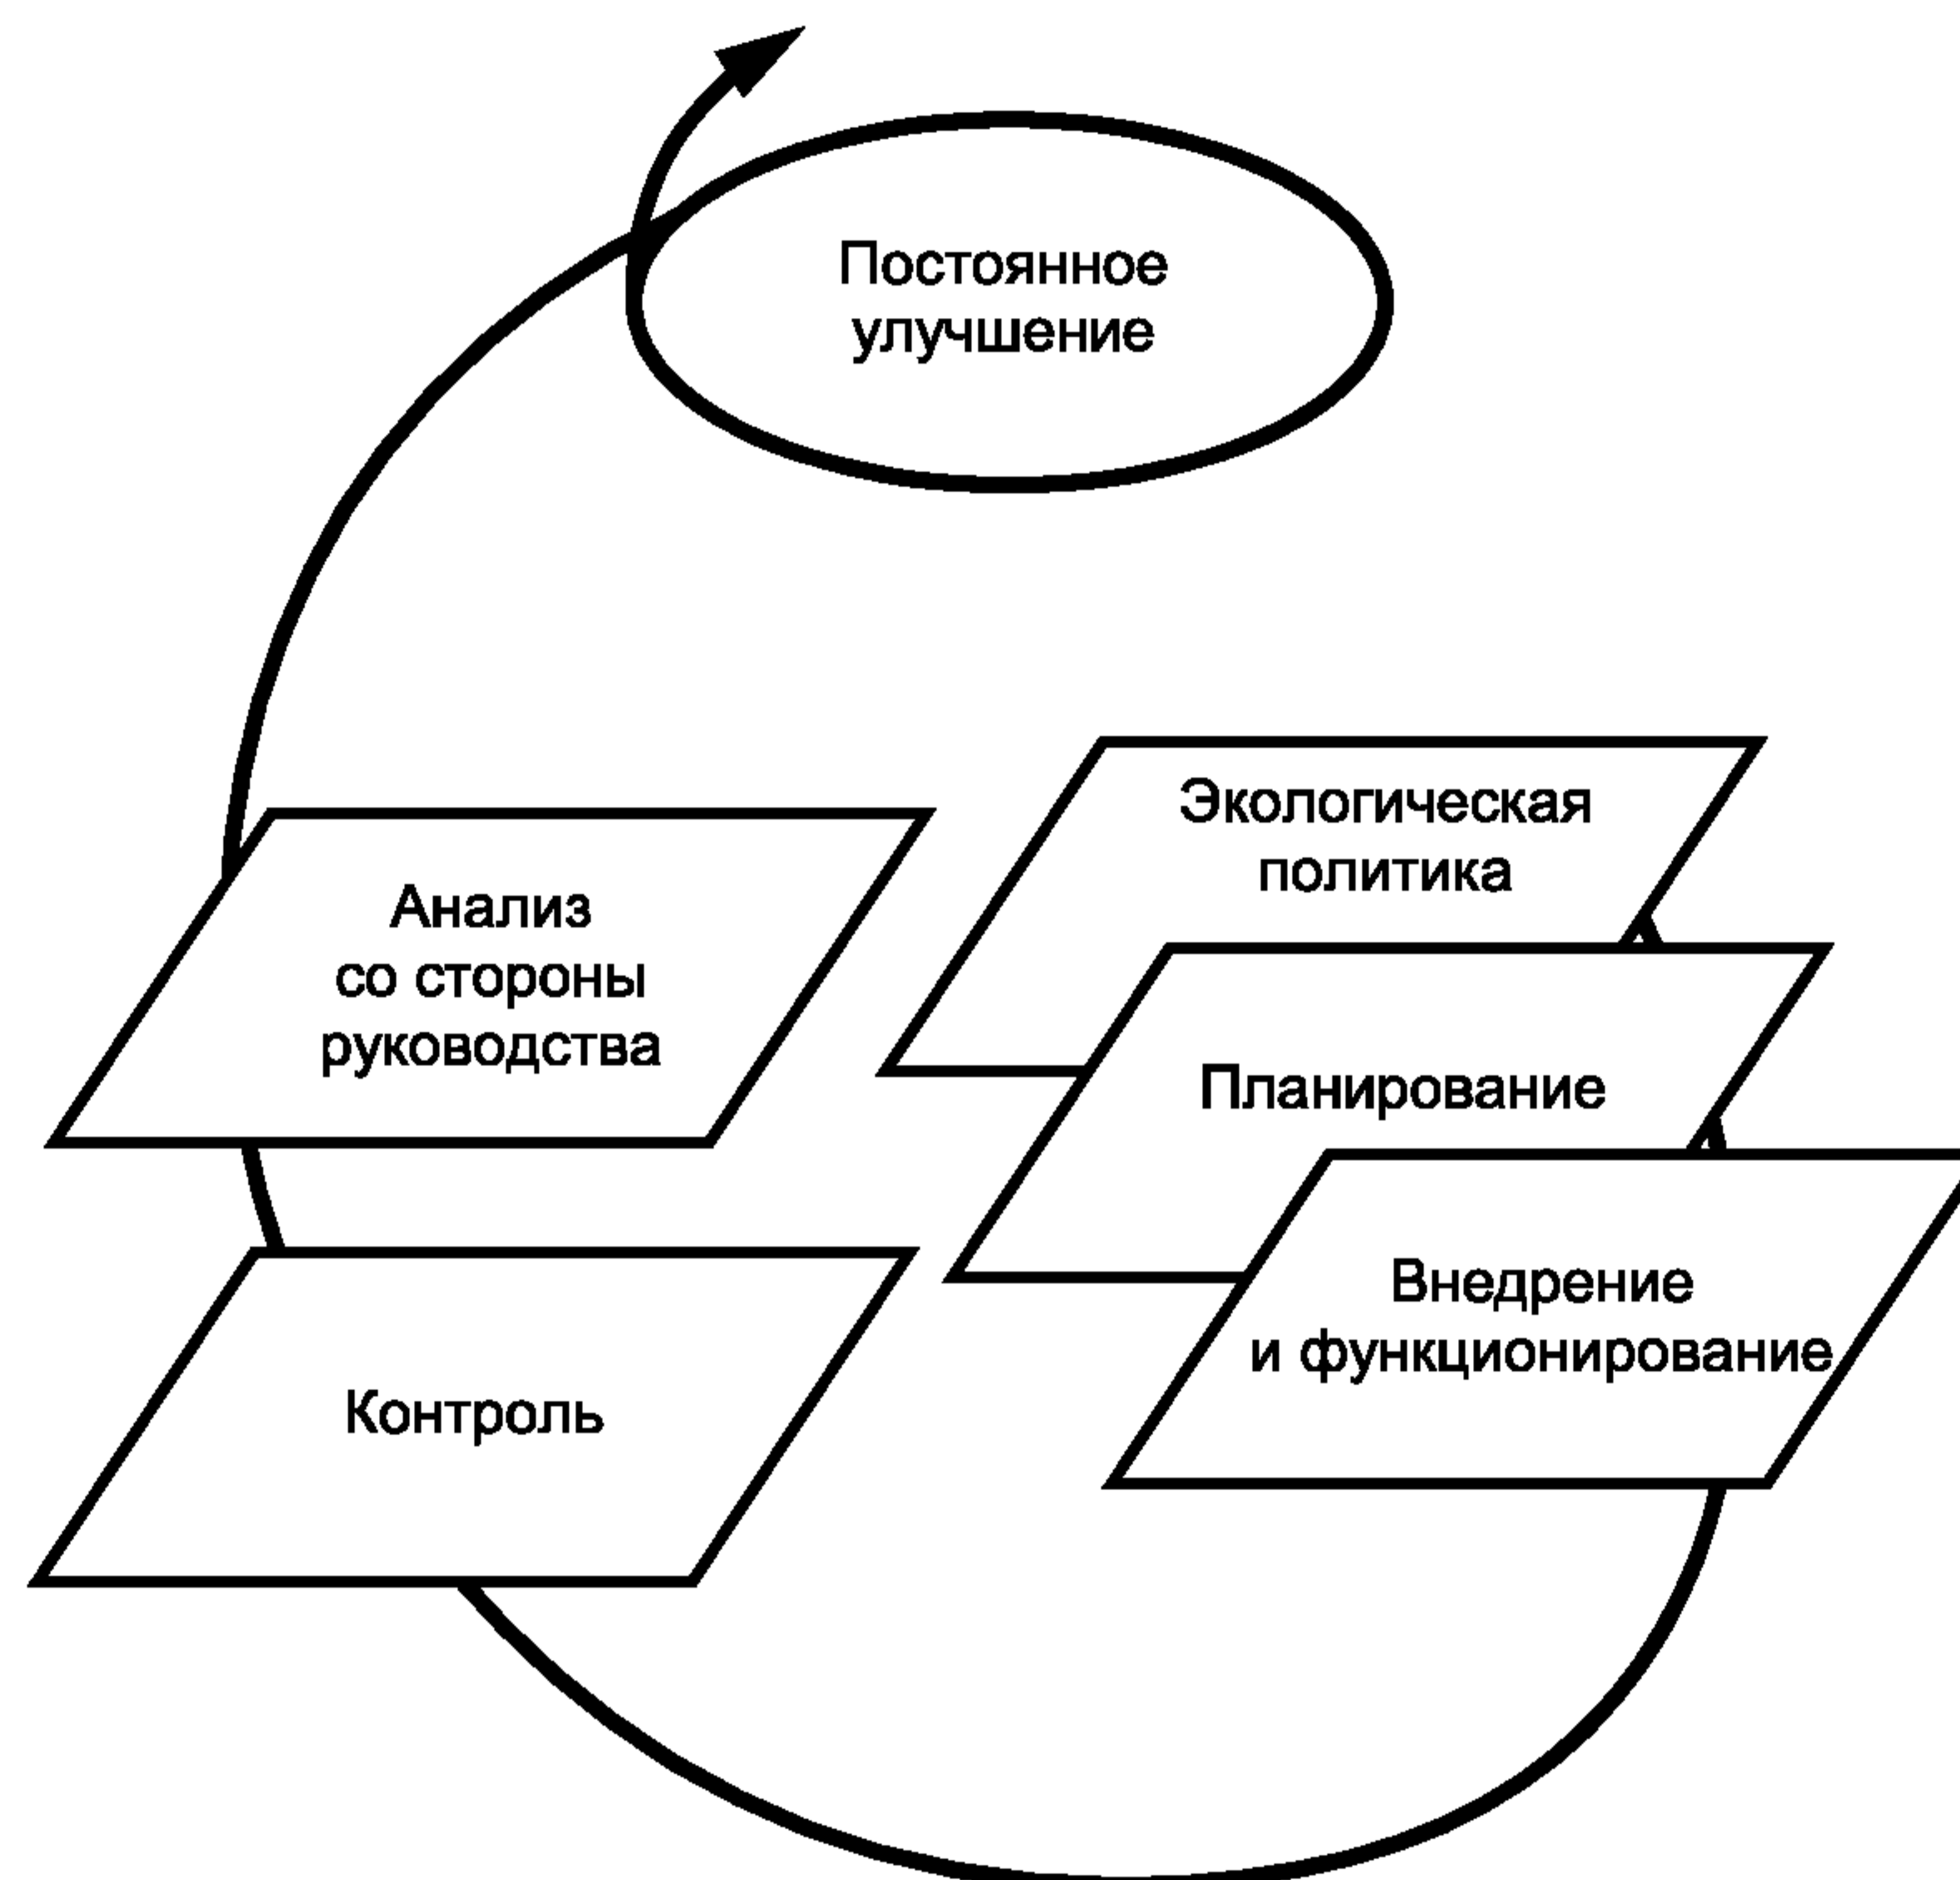 Постоянное
улучшение
Экологическая
политика
Анализ
со стороны
руководства
Планирование
Внедрение
и функционирование
Контроль